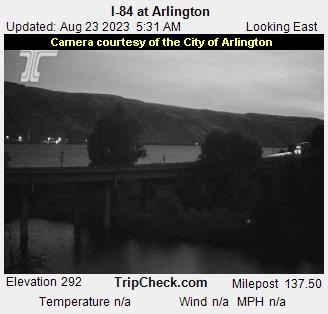 I-84 at Arlington
Updated: Aug 23 2023 5:31 AM Looking East
Camera courtesy of the City of Arlington
Elevation 292 TripCheck.com Milepost 137.50
Temperature n/a Wind n/a MPH n/a